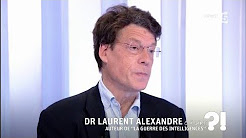 DR LAURENT ALEXANDRE
AUTEUR DE "LA GUERRE DES INTELLIGENCES"
?!